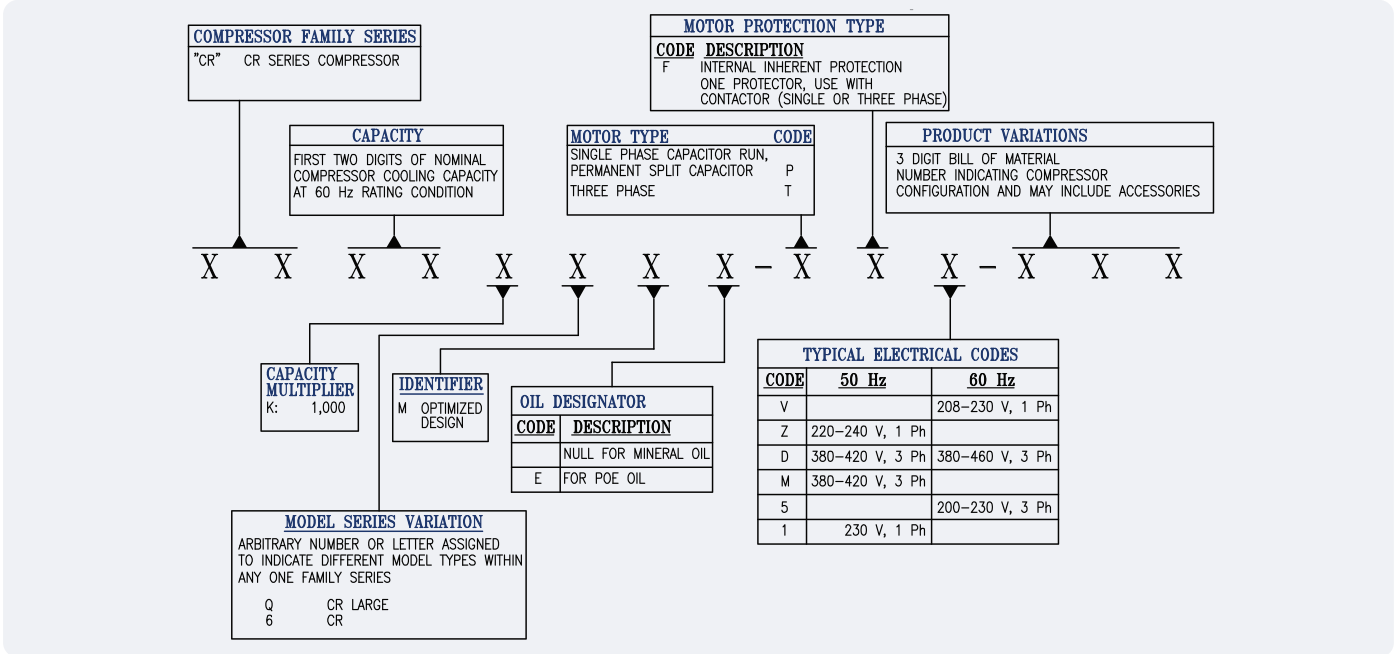 COMPRESSOR FAMILY SERIES
"CR" CR SERIES COMPRESSOR
MOTOR PROTECTION TYPE
CODE DESCRIPTION
F INTERNAL INHERENT PROTECTION
ONE PROTECTOR, USE WITH
CONTACTOR (SINGLE OR THREE PHASE)
CAPACITY
FIRST TWO DIGITS OF NOMINAL
COMPRESSOR COOLING CAPACITY
AT 60 Hz RATING CONDITION
MOTOR TYPE CODE
SINGLE PHASE CAPACITOR RUN,
PERMANENT SPLIT CAPACITOR P
THREE PHASE T
PRODUCT VARIATIONS
3 DIGIT BILL OF MATERIAL
NUMBER INDICATING COMPRESSOR
CONFIGURATION AND MAY INCLUDE ACCESSORIES
X X X X X X X X – X X X – X X X
CAPACITY
MULTIPLIER
K: 1,000
IDENTIFIER
M OPTIMIZED
DESIGN
OIL DESIGNATOR
CODE DESCRIPTION
NULL FOR MINERAL OIL
E FOR POE OIL
TYPICAL ELECTRICAL CODES
CODE 50 Hz 60 Hz
V 208–230 V, 1 Ph
Z 220–240 V, 1 Ph
D 380–420 V, 3 Ph 380–460 V, 3 Ph
M 380–420 V, 3 Ph
5 200–230 V, 3 Ph
1 230 V, 1 Ph
MODEL SERIES VARIATION
ARBITRARY NUMBER OR LETTER ASSIGNED
TO INDICATE DIFFERENT MODEL TYPES WITHIN
ANY ONE FAMILY SERIES
Q CR LARGE
6 CR